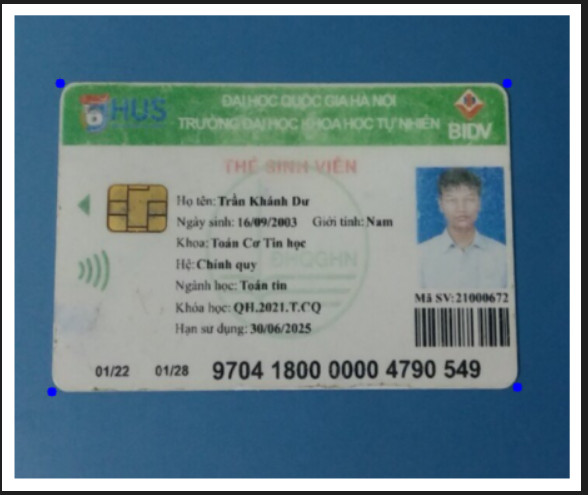 HUS
ĐẠI HỌC QUỐC GIA HÀ NỘI
TRƯỜNG ĐẠI HỌC KHOA HỌC TỰ NHIÊN
BIDV
THẺ SINH VIÊN
Họ tên: Trần Khánh Dư
Ngày sinh: 16/09/2003 Giới tính: Nam
Khoa: Toán Cơ Tin học
ĐHQGHN
Hệ: Chính quy
Ngành học: Toán tin
Mã SV: 21000672
Khóa học: QH.2021.T.CQ
Hạn sử dụng: 30/06/2025
01/22 01/28 9704 1800 0000 4790 549